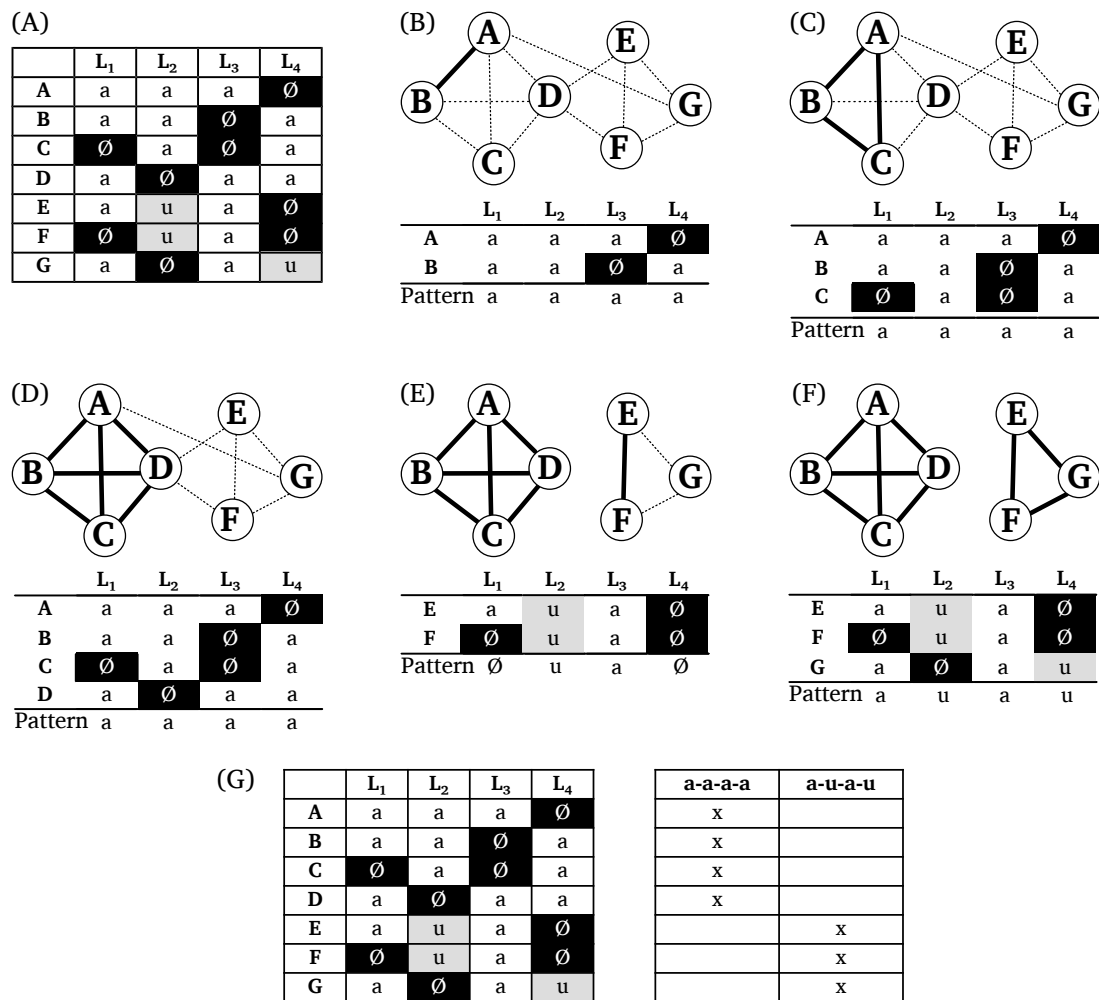 (A)
L1 L2 L3 L4
A a a a Ø
B a a Ø a
C Ø a Ø a
D a Ø a a
E a u a Ø
F Ø u a Ø
G a Ø a u
(B)
A E
B D G
C F
L1 L2 L3 L4
A a a a Ø
B a a Ø a
Pattern a a a a
(C)
A E
B D G
C F
L1 L2 L3 L4
A a a a Ø
B a a Ø a
C Ø a Ø a
Pattern a a a a
(D)
A E
B D G
C F
L1 L2 L3 L4
A a a a Ø
B a a Ø a
C Ø a Ø a
D a Ø a a
Pattern a a a a
(E)
A E
B D G
C F
L1 L2 L3 L4
E a u a Ø
F Ø u a Ø
Pattern Ø u a Ø
(F)
A E
B D G
C F
L1 L2 L3 L4
E a u a Ø
F Ø u a Ø
G a Ø a u
Pattern a u a u
(G)
L1 L2 L3 L4
A a a a Ø
B a a Ø a
C Ø a Ø a
D a Ø a a
E a u a Ø
F Ø u a Ø
G a Ø a u
a-a-a-a a-u-a-u
x
x
x
x
x
x
x